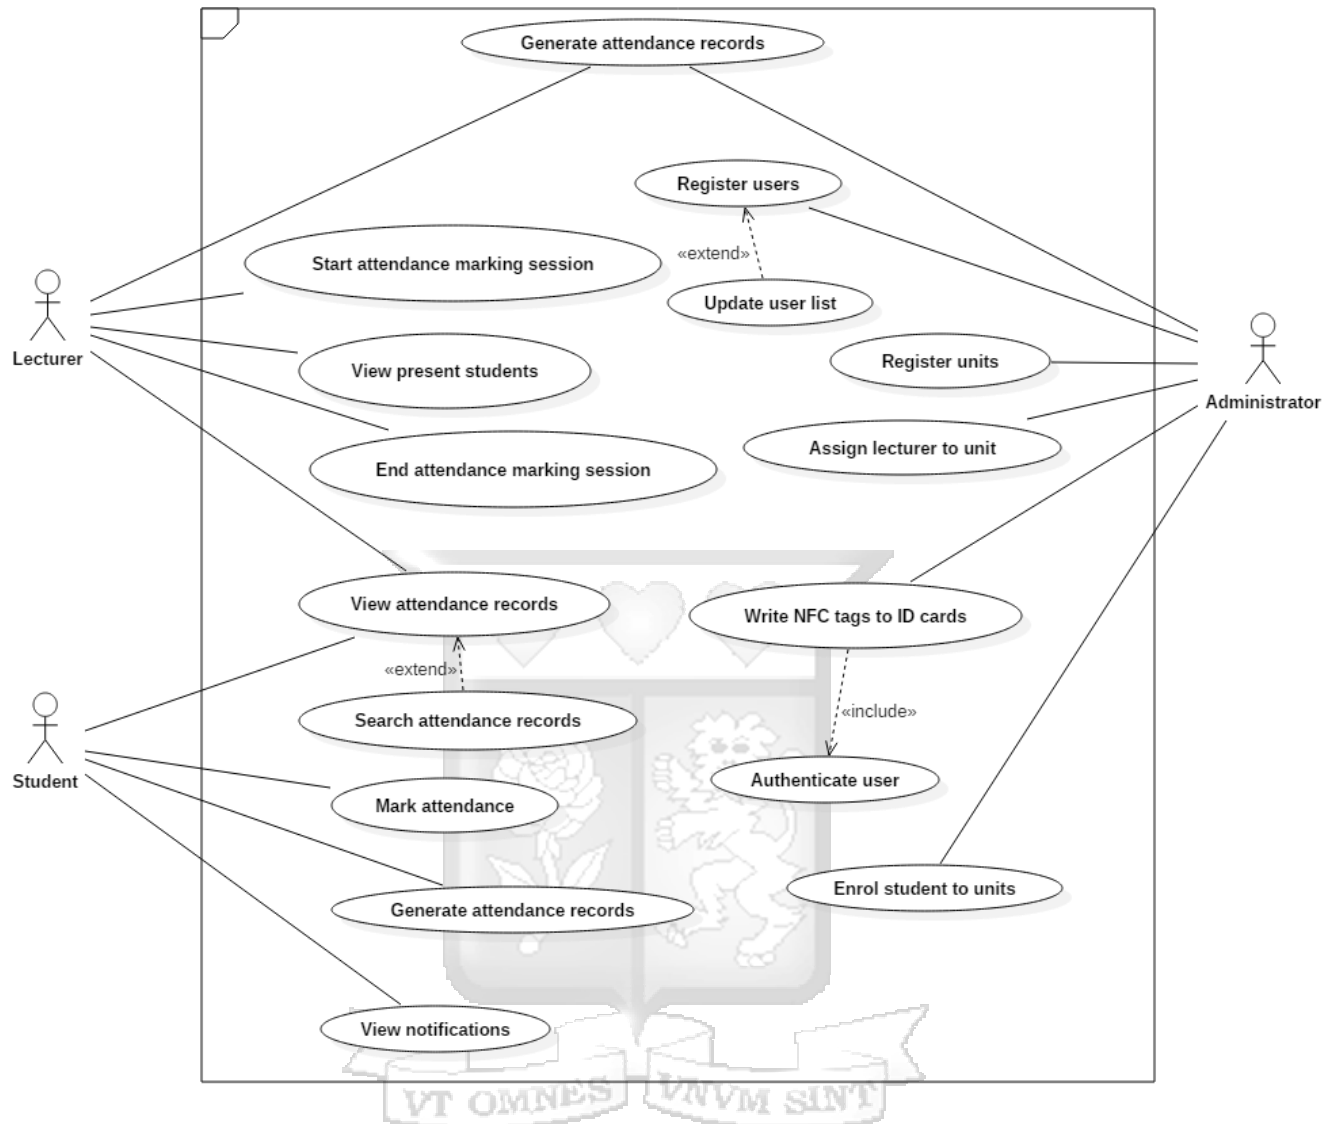 Generate attendance records
Register users
«extend»
Start attendance marking session
Update user list
Lecturer
View present students
Register units
Administrator
Assign lecturer to unit
End attendance marking session
View attendance records
Write NFC tags to ID cards
«extend»
Search attendance records
«include»
Student
Authenticate user
Mark attendance
Enrol student to units
Generate attendance records
View notifications
VT OMNES VNVM SINT